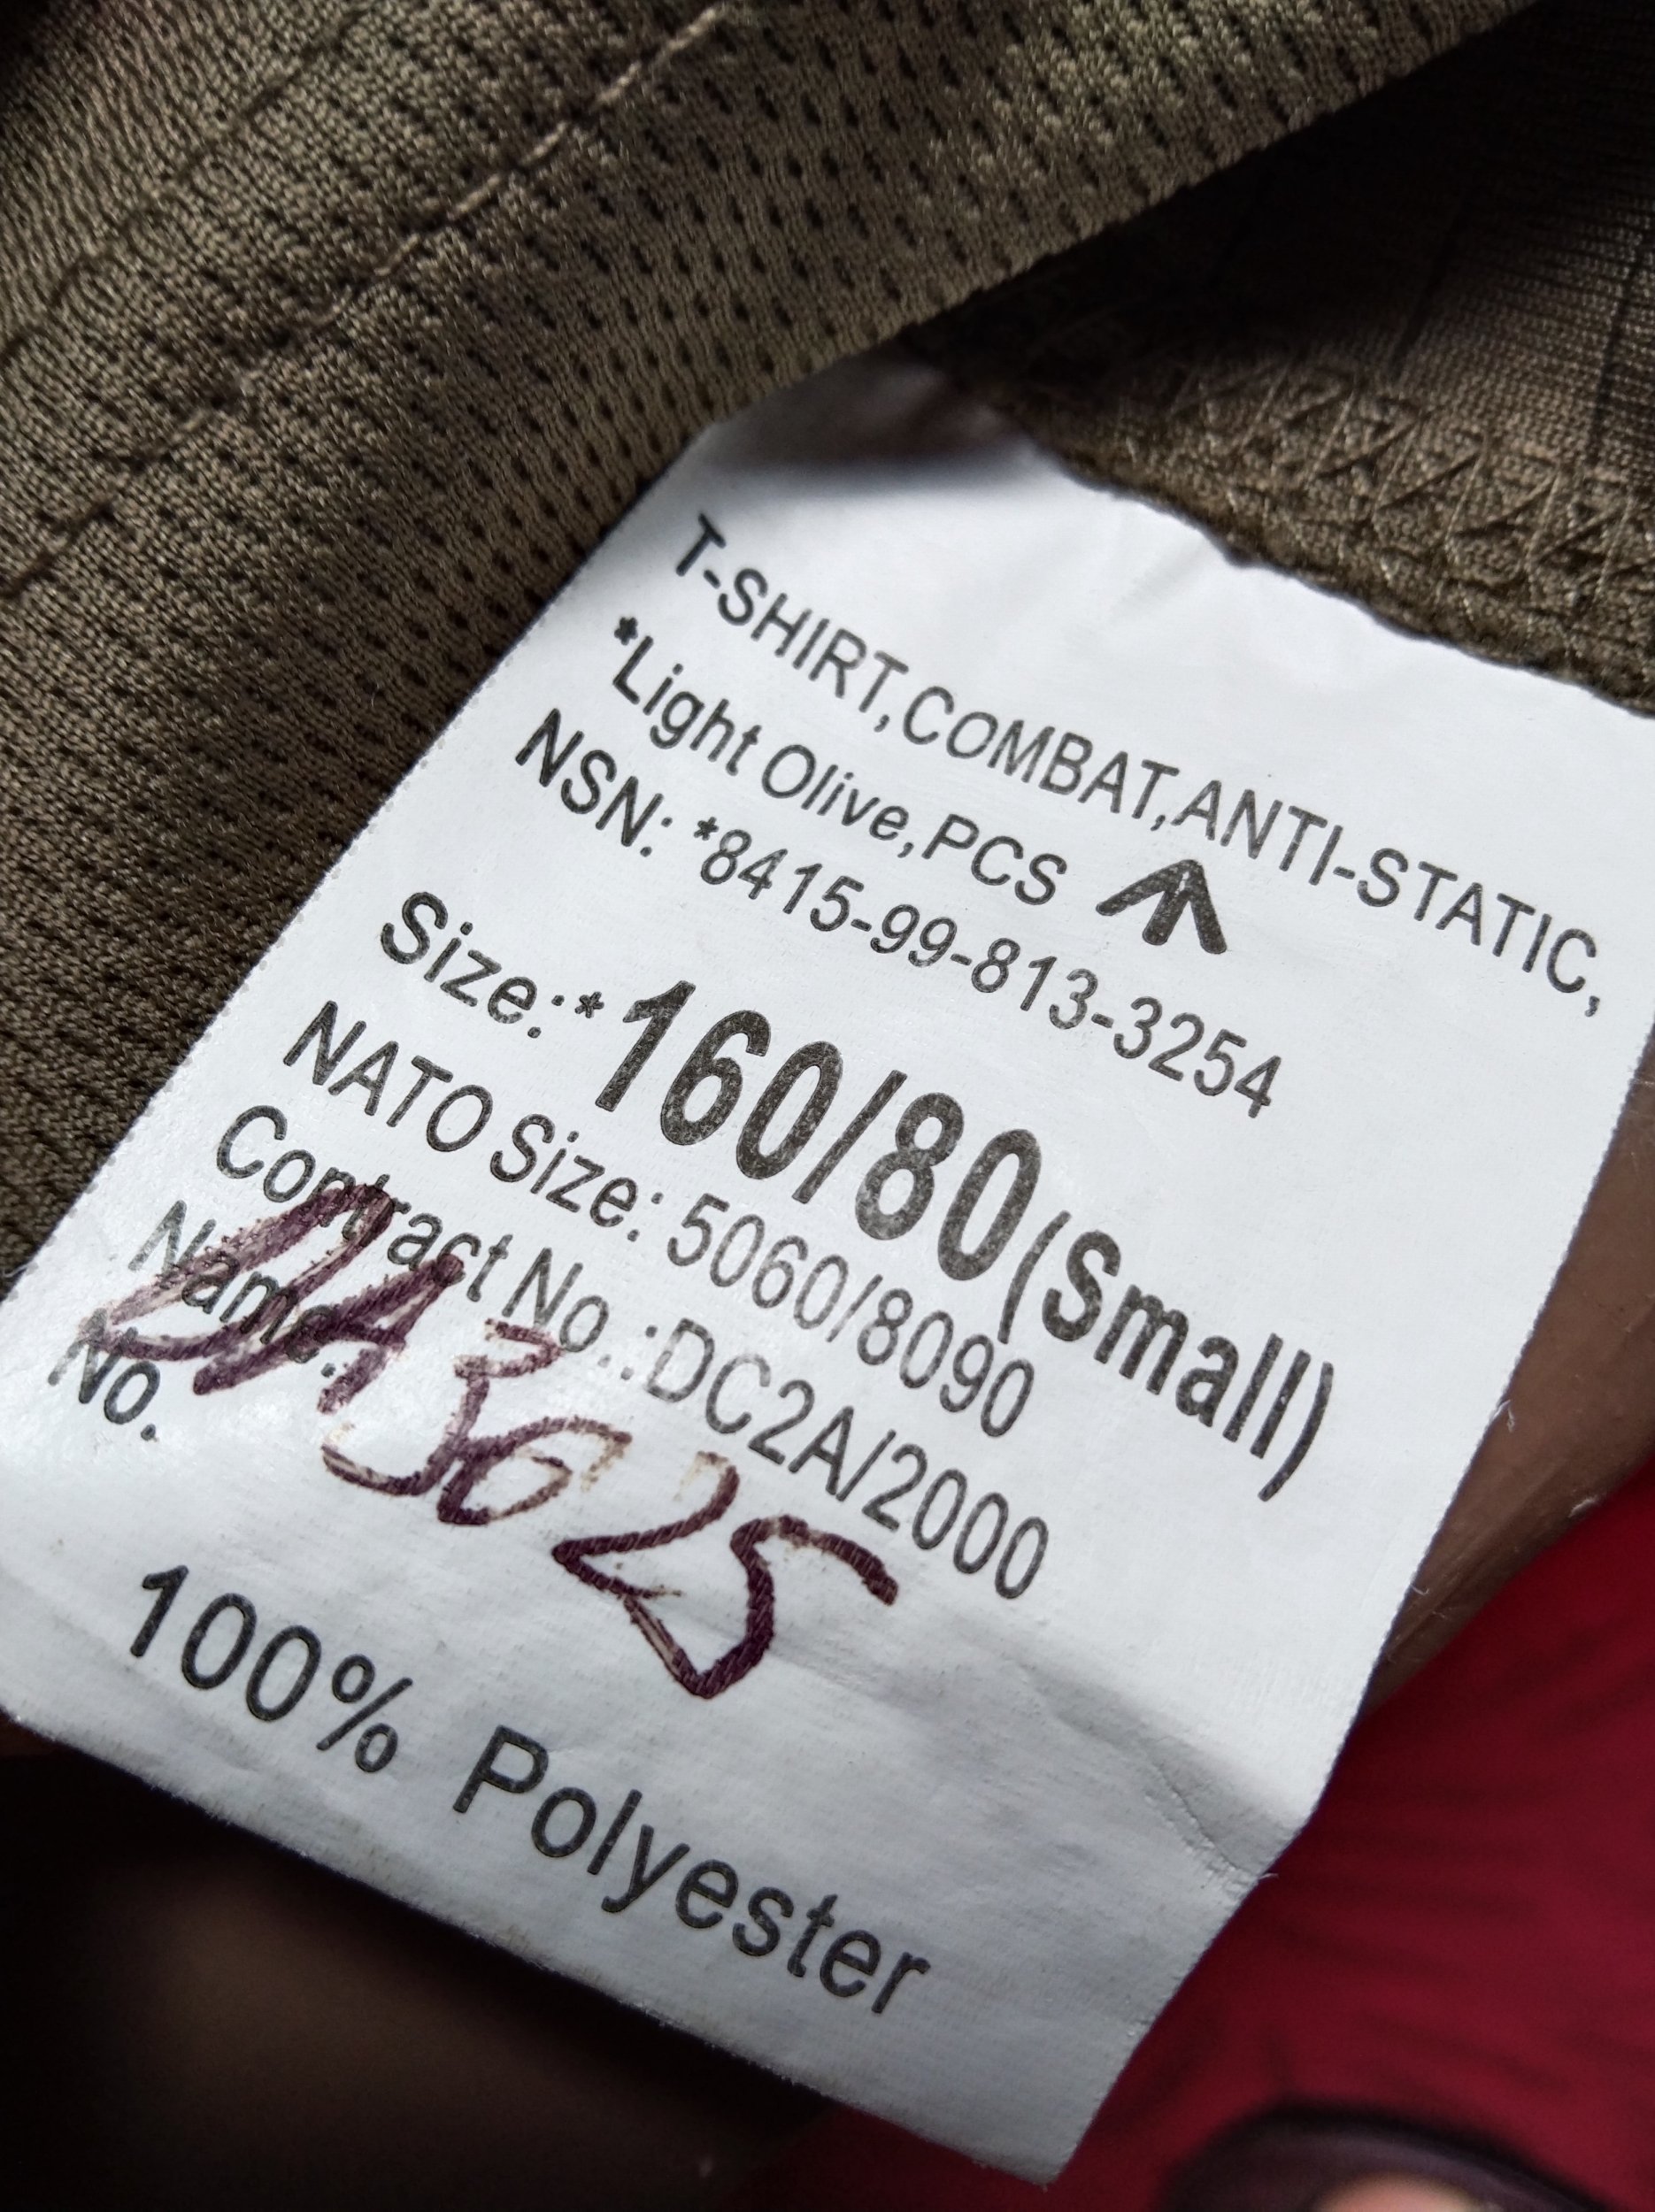 T-SHIRT,COMBAT,ANTI-STATIC,
*Light Olive,PCS
NSN: *8415-99-813-3254
Size:*160/80(Small)
NATO Size: 5060/8090
Contract No.:DC2A/2000
Name.
No.
3025
100% Polyester